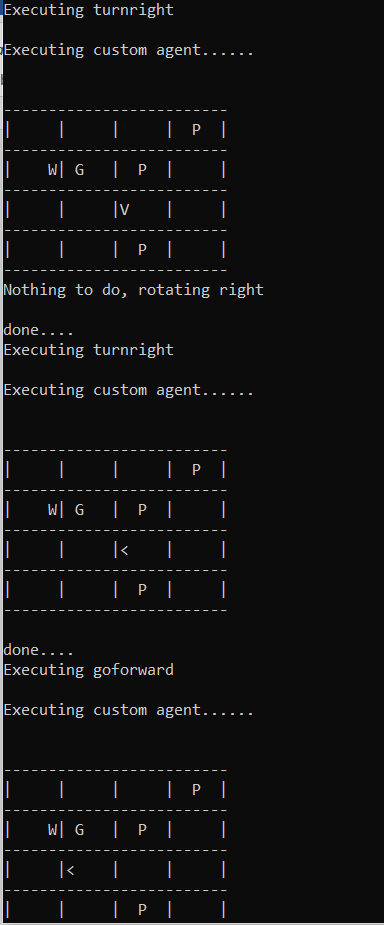 Executing turnright
Executing custom agent......
-------------------------
|     |     |     |  P  |
-------------------------
|    W| G   |  P  |     |
-------------------------
|     |     |V    |     |
-------------------------
|     |     |  P  |     |
-------------------------
Nothing to do, rotating right
done....
Executing turnright
Executing custom agent......
-------------------------
|     |     |     |  P  |
-------------------------
|    W| G   |  P  |     |
-------------------------
|     |     |<    |     |
-------------------------
|     |     |  P  |     |
-------------------------
done....
Executing goforward
Executing custom agent......
-------------------------
|     |     |     |  P  |
-------------------------
|    W| G   |  P  |     |
-------------------------
|     |<    |     |     |
-------------------------
|     |     |  P  |     |